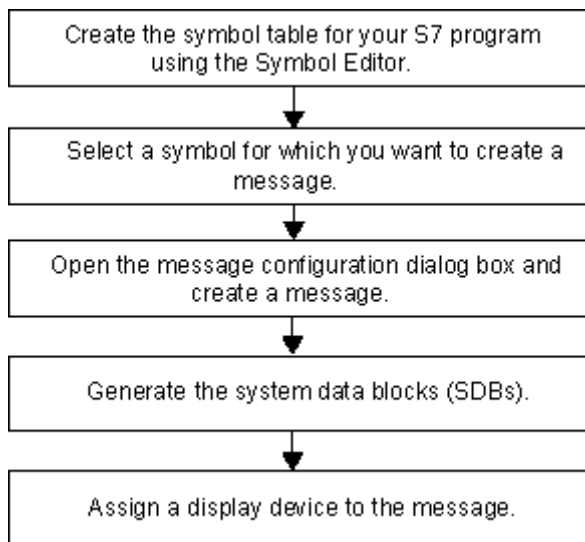 Create the symbol table for your S7 program
using the Symbol Editor.
Select a symbol for which you want to create a
message.
Open the message configuration dialog box and
create a message.
Generate the system data blocks (SDBs).
Assign a display device to the message.